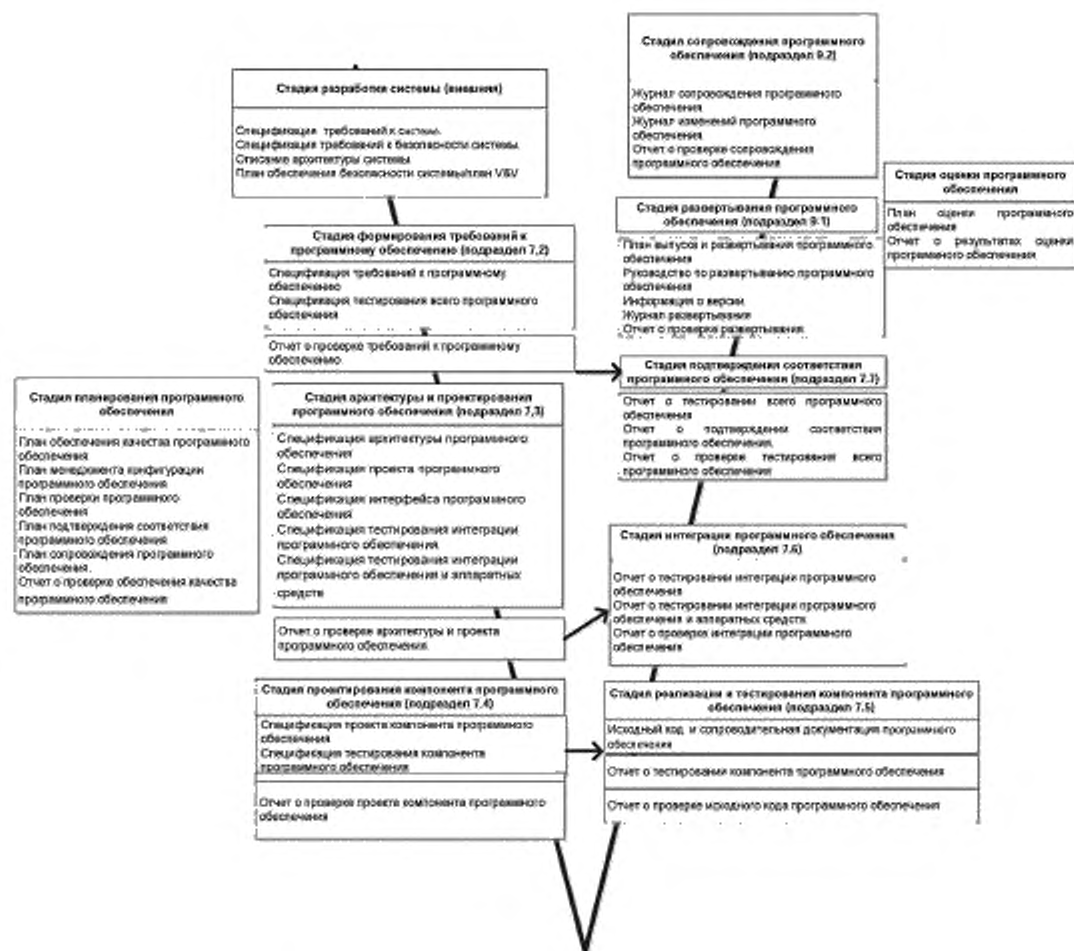 Стадия разработки системы (внешняя)
Спецификация требований к системе.
Спецификация требований к безопасности системы.
Описание архитектуры системы
План обеспечения безопасности системы/план V&V
Стадия формирования требований к
программному обеспечению (подраздел 7,2)
Спецификация требований к программному
обеспечению
Спецификация тестирования всего программного
обеспечения
Отчет о проверке требований к программному
обеспечению
Стадия планирования программного
обеспечения
План обеспечения качества программного
обеспечения
План менеджмента конфигурации
программного обеспечения
План проверки программного
обеспечения
План подтверждения соответствия
программного обеспечения
План сопровождения программного
обеспечения.
Отчет о проверке обеспечения качества
программного обеспечения
Стадия архитектуры и проектирования
программного обеспечения (подраздел 7,3)
Спецификация архитектуры программного
обеспечения
Спецификация проекта программного
обеспечения
Спецификация интерфейса программного
обеспечения
Спецификация тестирования интеграции
программного обеспечения
Спецификация тестирования интеграции
программного обеспечения и аппаратных
средств
Отчет о проверке архитектуры и проекта
программного обеспечения
Стадия проектирования компонента программного
обеспечения (подраздел 7.4)
Спецификация проекта компонента программного
обеспечения
Спецификация тестирования компонента
программного обеспечения
Отчет о проверке проекта компонента программного
обеспечения
Стадия сопровождения программного
обеспечения (подраздел 9.2)
Журнал сопровождения программного
обеспечения
Журнал изменений программного
обеспечения
Отчет о проверке сопровождения
программного обеспечения
Стадия оценки программного
обеспечения
План оценки программного
обеспечения
Отчет о результатах оценки
программного обеспечения
Стадия развертывания программного
обеспечения (подраздел 9.1)
План выпусков и развертывания программного
обеспечения
Руководство по развертыванию программного
обеспечения
Информация о версии
Журнал развертывания
Отчет о проверке развертывания
Стадия подтверждения соответствия
программного обеспечения (подраздел 7.7)
Отчет о тестировании всего программного
обеспечения
Отчет о подтверждении соответствия
программного обеспечения.
Отчет о проверке тестирования всего
программного обеспечения
Стадия интеграции программного обеспечения
(подраздел 7.6)
Отчет о тестировании интеграции программного
обеспечения
Отчет о тестировании интеграции программного
обеспечения и аппаратных средств
Отчет о проверке интеграции программного
обеспечения
Стадия реализации и тестирования компонента программного
обеспечения (подраздел 7.5)
Исходный код и сопроводительная документация программного
обеспечения
Отчет о тестировании компонента программного обеспечения
Отчет о проверке исходного кода программного обеспечения